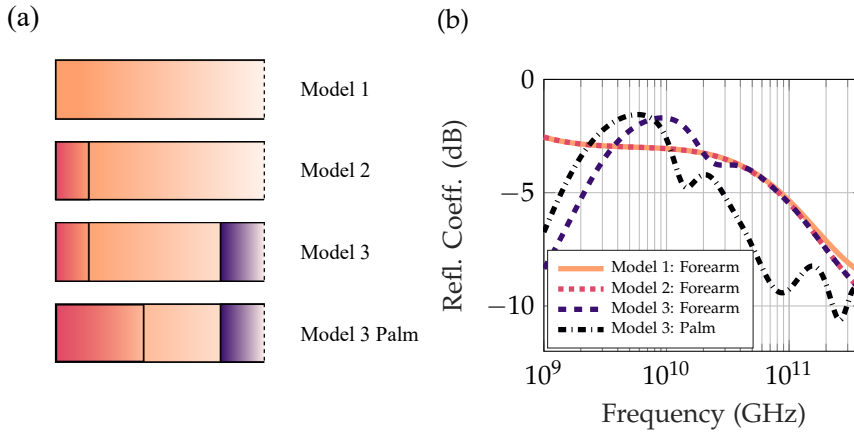 (a)
Model 1
Model 2
Model 3
Model 3 Palm
(b)
Refl. Coeff. (dB)
0
−5
−10
Model 1: Forearm
Model 2: Forearm
Model 3: Forearm
Model 3: Palm
10^9
10^10
10^11
Frequency (GHz)